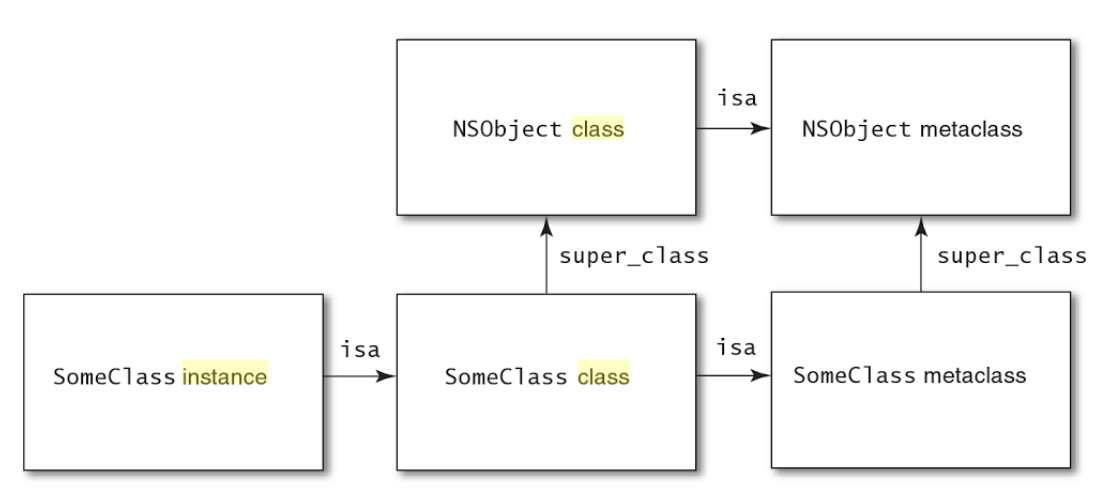 isa
NSObject class
NSObject metaclass
super_class
super_class
isa
isa
SomeClass instance
SomeClass class
SomeClass metaclass